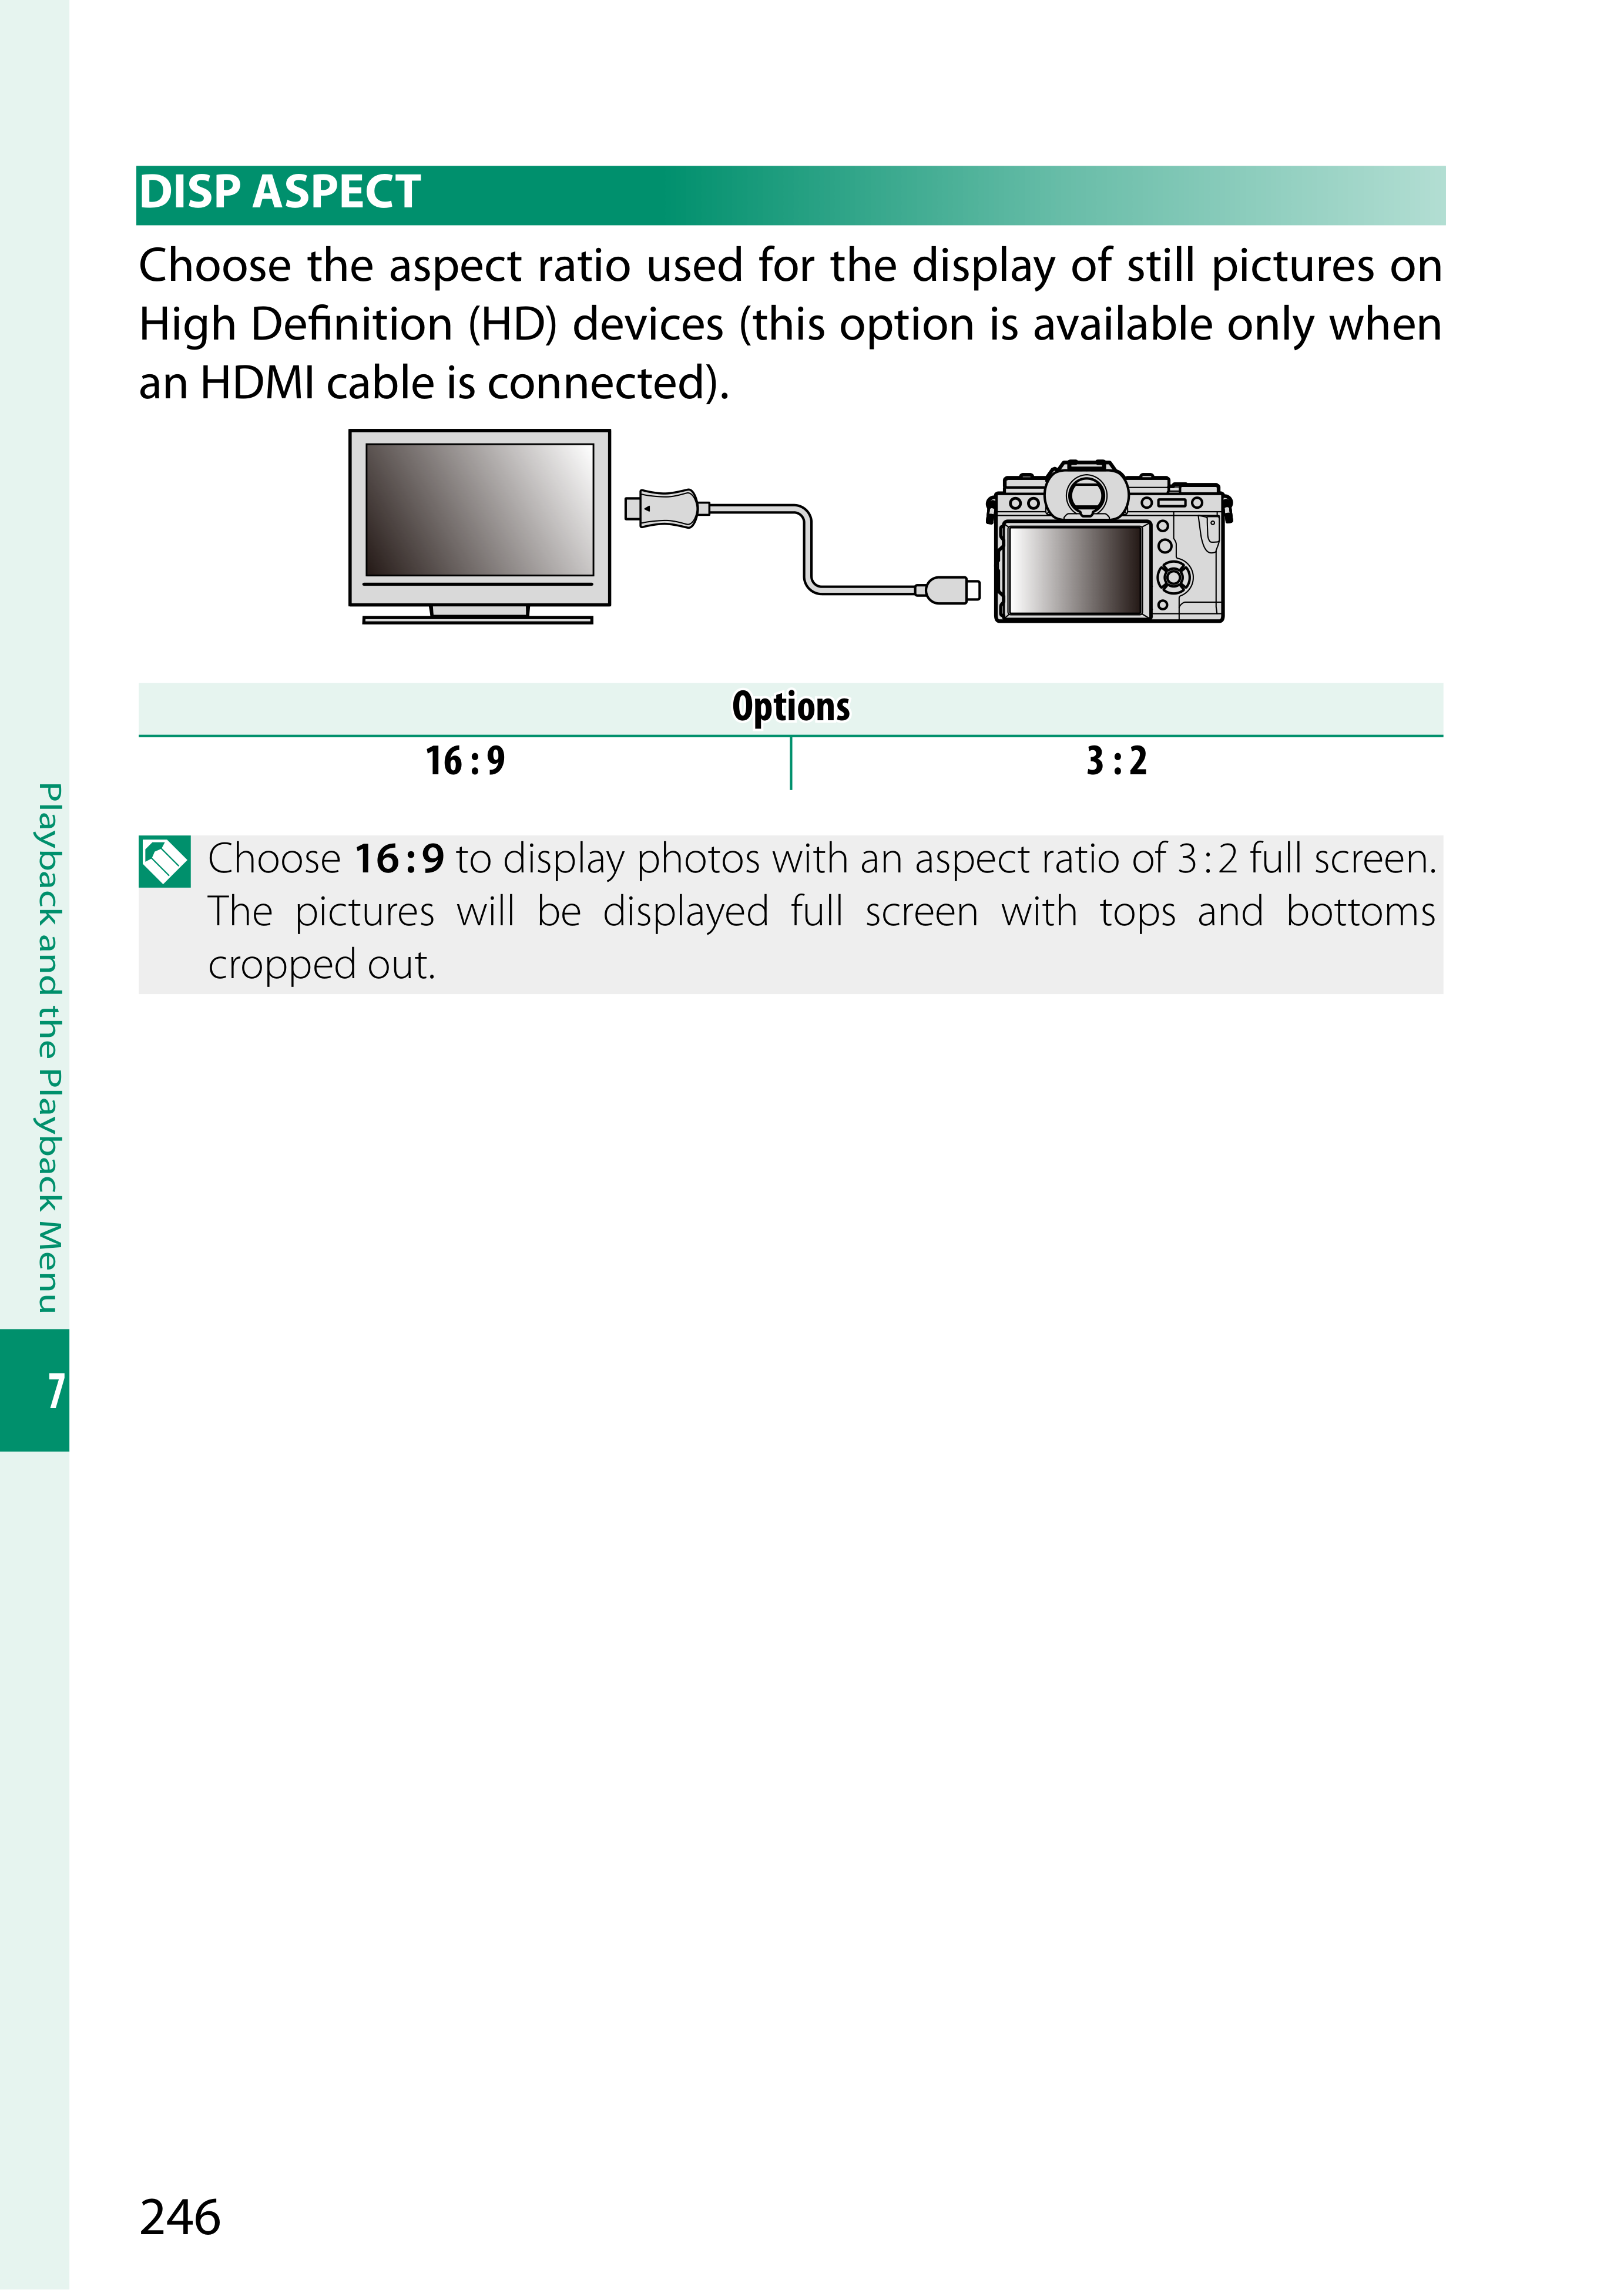 DISP ASPECT
Choose the aspect ratio used for the display of still pictures on
High Definition (HD) devices (this option is available only when
an HDMI cable is connected).
Options
16 : 9
3 : 2
Choose 16 : 9 to display photos with an aspect ratio of 3 : 2 full screen.
The pictures will be displayed full screen with tops and bottoms
cropped out.
Playback and the Playback Menu
7
246